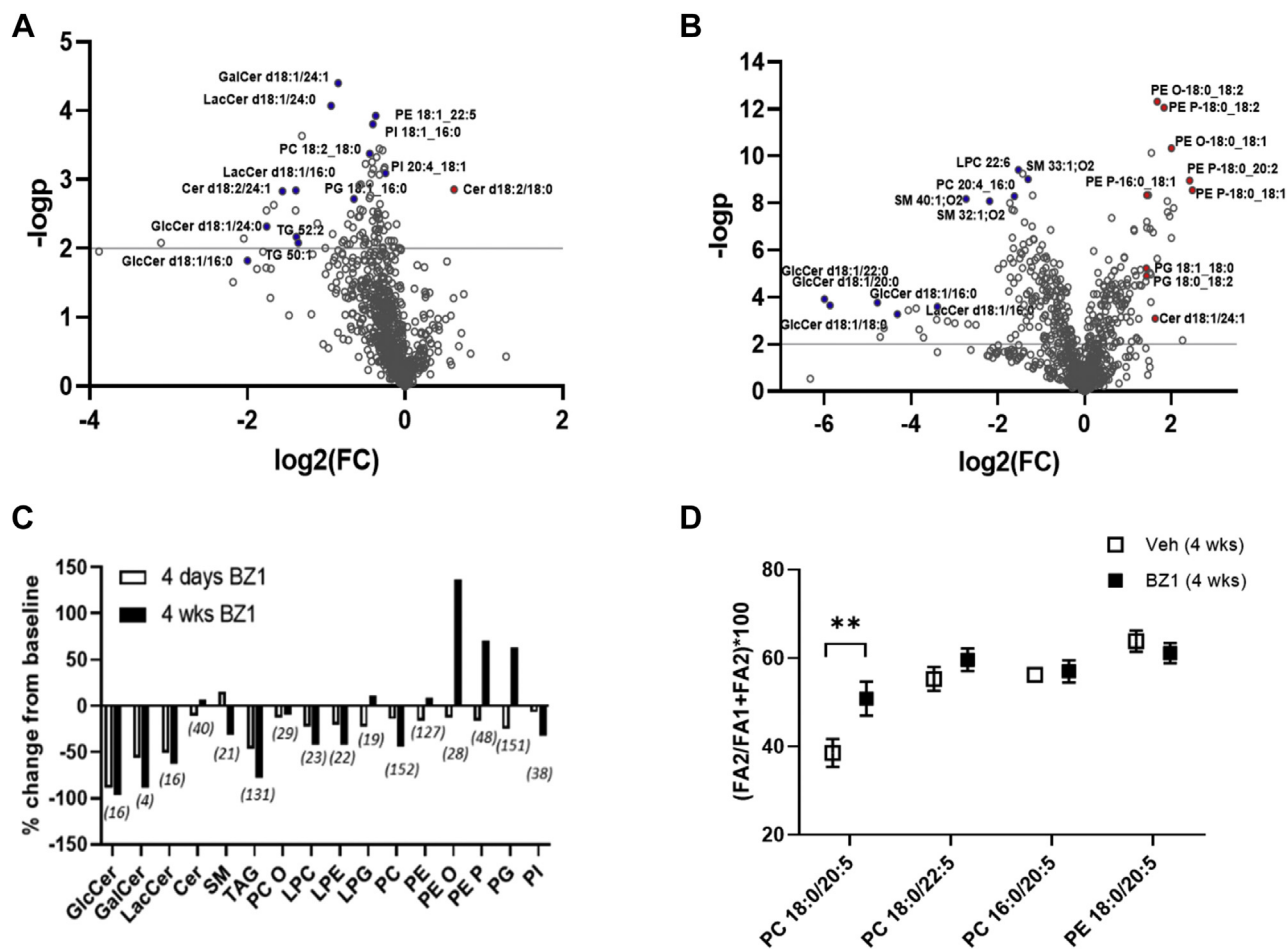 A
5
4
3
2
1
0
-logp
-4
-2
0
2
log2(FC)
GalCer d18:1/24:1
LacCer d18:1/24:0
PE 18:1_22:5
PI 18:1_16:0
PC 18:2_18:0
PI 20:4_18:1
LacCer d18:1/16:0
Cer d18:2/24:1
PG 18:1_16:0
Cer d18:2/18:0
GlcCer d18:1/24:0
TG 52:2
TG 50:1
GlcCer d18:1/16:0
B
14
12
10
8
6
4
2
0
-logp
-6
-4
-2
0
2
log2(FC)
PE O-18:0_18:2
PE P-18:0_18:2
PE O-18:0_18:1
LPC 22:6
SM 33:1;O2
PE P-18:0_20:2
PE P-16:0_18:1
PE P-18:0_18:1
PC 20:4_16:0
SM 40:1;O2
SM 32:1;O2
PG 18:1_18:0
PG 18:0_18:2
GlcCer d18:1/22:0
GlcCer d18:1/20:0
GlcCer d18:1/16:0
LacCer d18:1/16:0
Cer d18:1/24:1
GlcCer d18:1/18:0
C
% change from baseline
150
100
50
0
-50
-100
-150
4 days BZ1
4 wks BZ1
(16)
(4)
(16)
(40)
(21)
(131)
(29)
(23)
(22)
(19)
(152)
(127)
(28)
(48)
(151)
(38)
GlcCer
GalCer
LacCer
Cer
SM
TAG
PC O
LPC
LPE
LPG
PC
PE
PE O
PE P
PG
PI
D
Veh (4 wks)
BZ1 (4 wks)
(FA2/FA1+FA2)*100
80
60
40
20
**
PC 18:0/20:5
PC 18:0/22:5
PC 16:0/20:5
PE 18:0/20:5